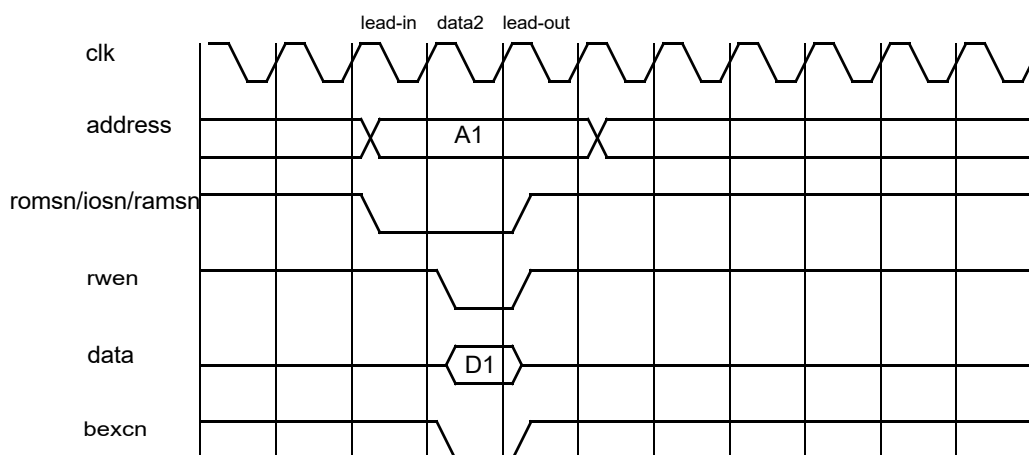 lead-in data2 lead-out
clk
address
A1
romsn/iosn/ramsn
rwen
data
D1
bexcn